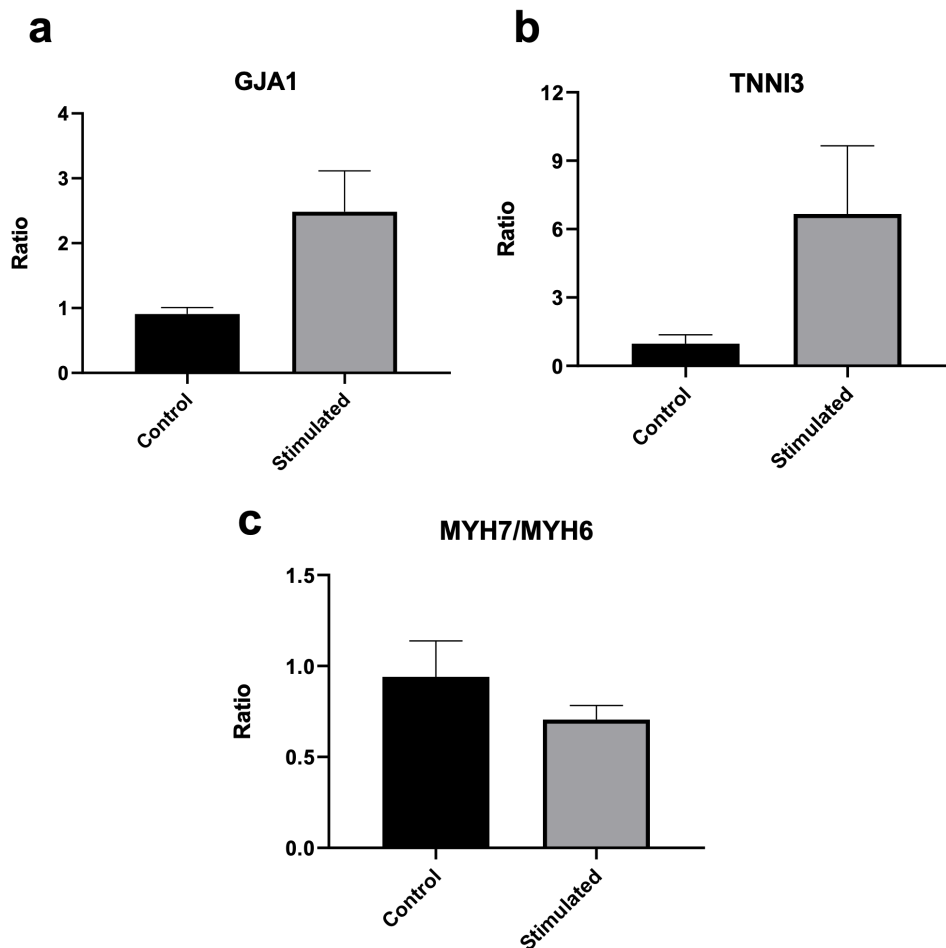 a
GJA1
4
3
2
1
0
Ratio
Control
Stimulated
b
TNNI3
12
9
6
3
0
Ratio
Control
Stimulated
c
MYH7/MYH6
1.5
1.0
0.5
0.0
Ratio
Control
Stimulated